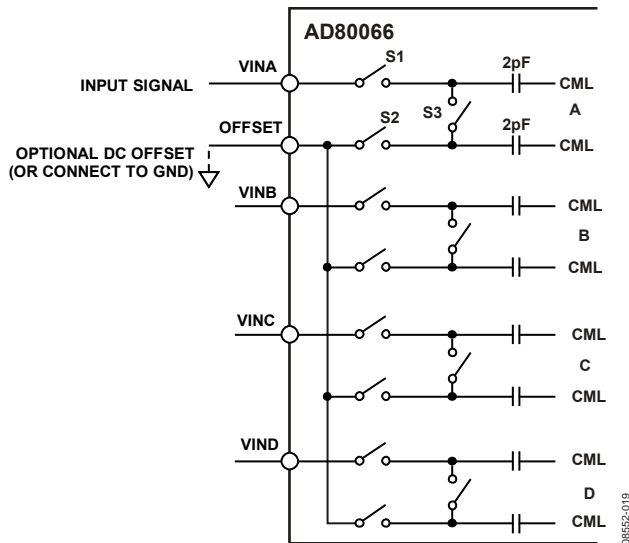 AD80066
S1
VINA
2pF
INPUT SIGNAL
CML
A
S3
OFFSET
S2
2pF
CML
OPTIONAL DC OFFSET
(OR CONNECT TO GND)
VINB
CML
B
CML
VINC
CML
C
CML
VIND
CML
D
CML
08552-019